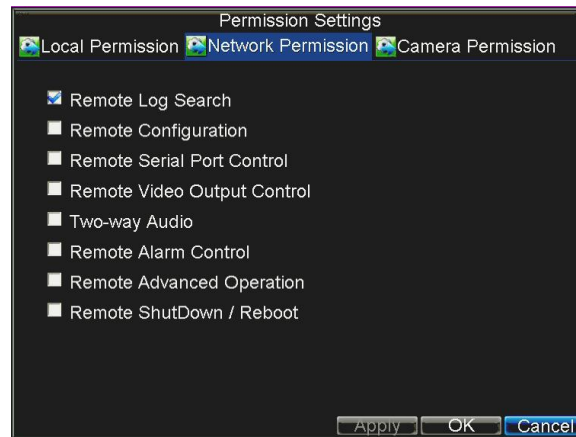 Permission Settings
Local Permission Network Permission Camera Permission
Remote Log Search
Remote Configuration
Remote Serial Port Control
Remote Video Output Control
Two-way Audio
Remote Alarm Control
Remote Advanced Operation
Remote ShutDown / Reboot
Apply OK Cancel